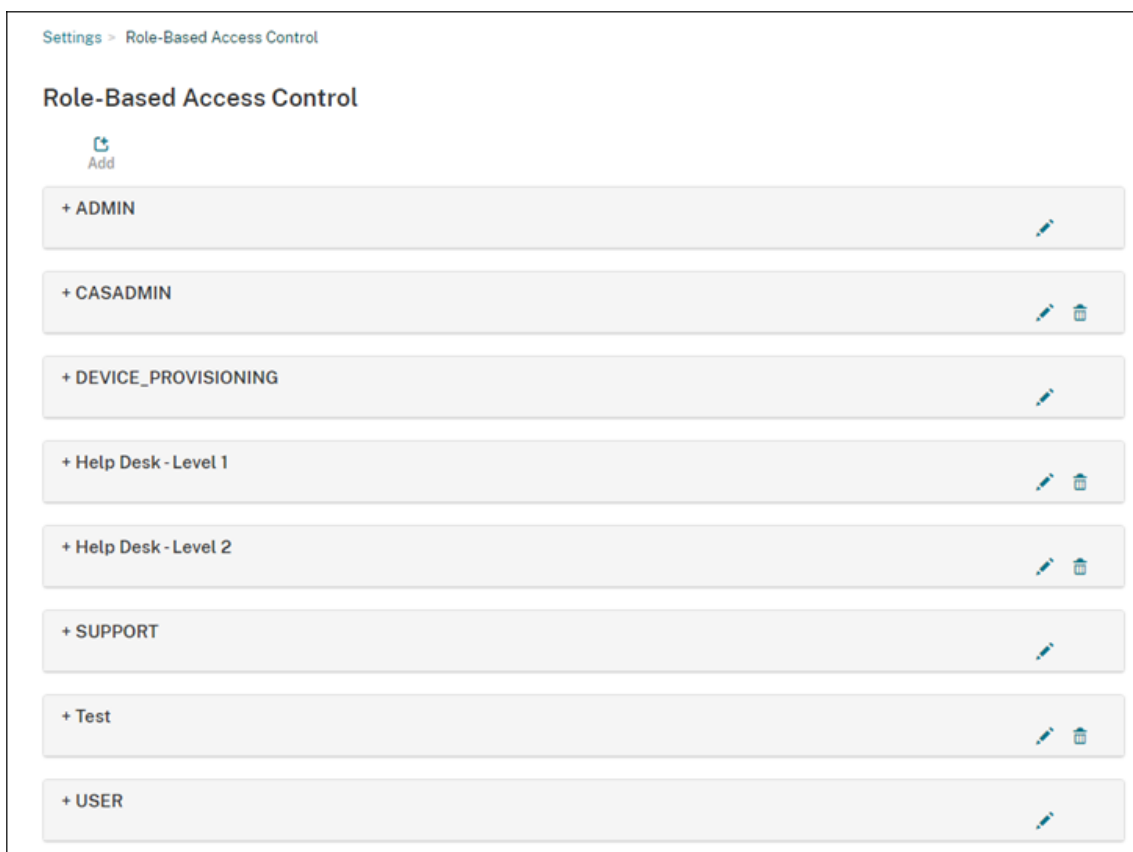 Settings > Role-Based Access Control
Role-Based Access Control
Add
+ ADMIN
+ CASADMIN
+ DEVICE_PROVISIONING
+ Help Desk - Level 1
+ Help Desk - Level 2
+ SUPPORT
+ Test
+ USER